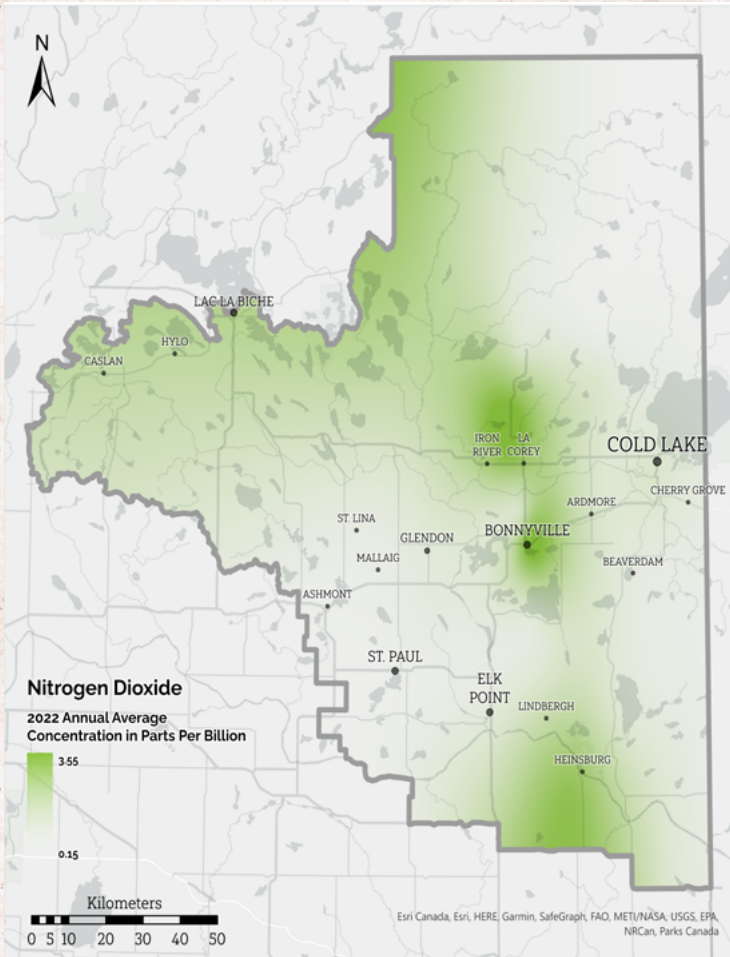 N
LAC LA BICHE
HYLO
CASLAN
IRON
RIVER
LA
COREY
COLD LAKE
CHERRY GROVE
ARDMORE
ST. LINA
GLENDON
BONNYVILLE
MALLAIG
BEAVERDAM
ASHMONT
ST. PAUL
ELK
POINT
LINDBERGH
HEINSBURG
Nitrogen Dioxide
2022 Annual Average
Concentration in Parts Per Billion
3.55
0.15
Kilometers
0 5 10 20 30 40 50
Esri Canada, Esri, HERE, Garmin, SafeGraph, FAO, METI/NASA, USGS, EPA,
NRCan, Parks Canada